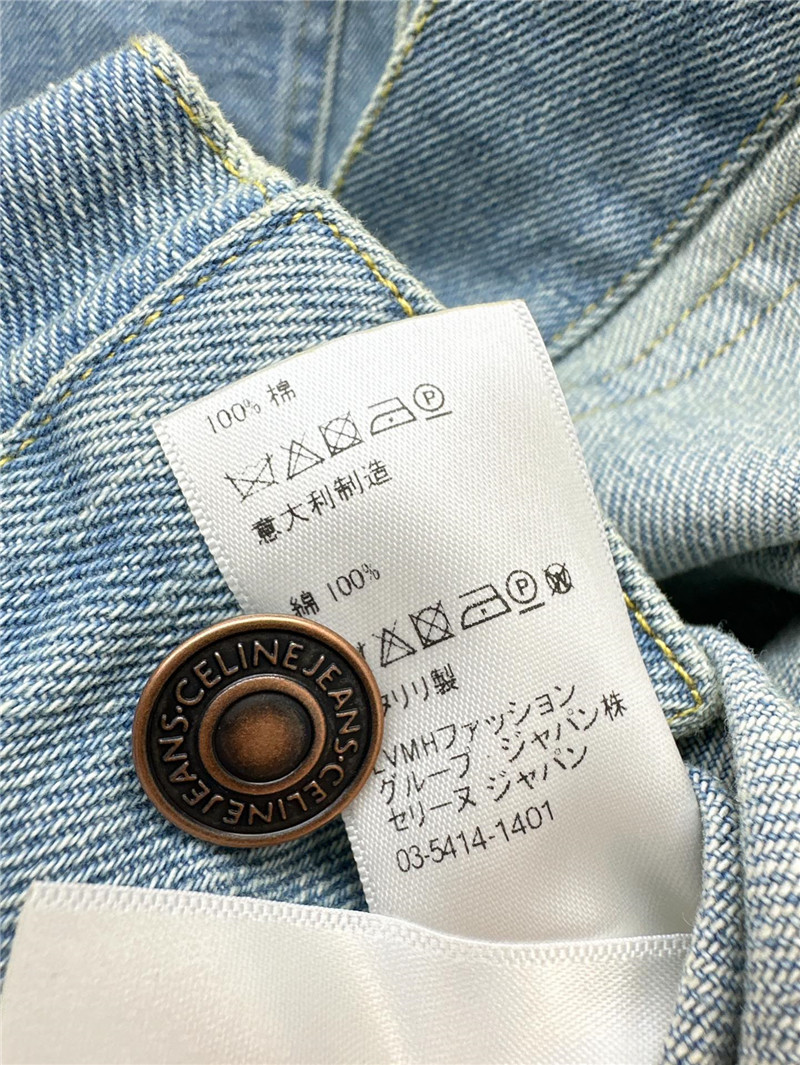 100% 棉
意大利制造
綿 100%
タリリ製
LVMHファッション
グループ・ジャパン株
セリーヌ ジャパン
03-5414-1401
CELINEJEANS·CELINEJEANS·